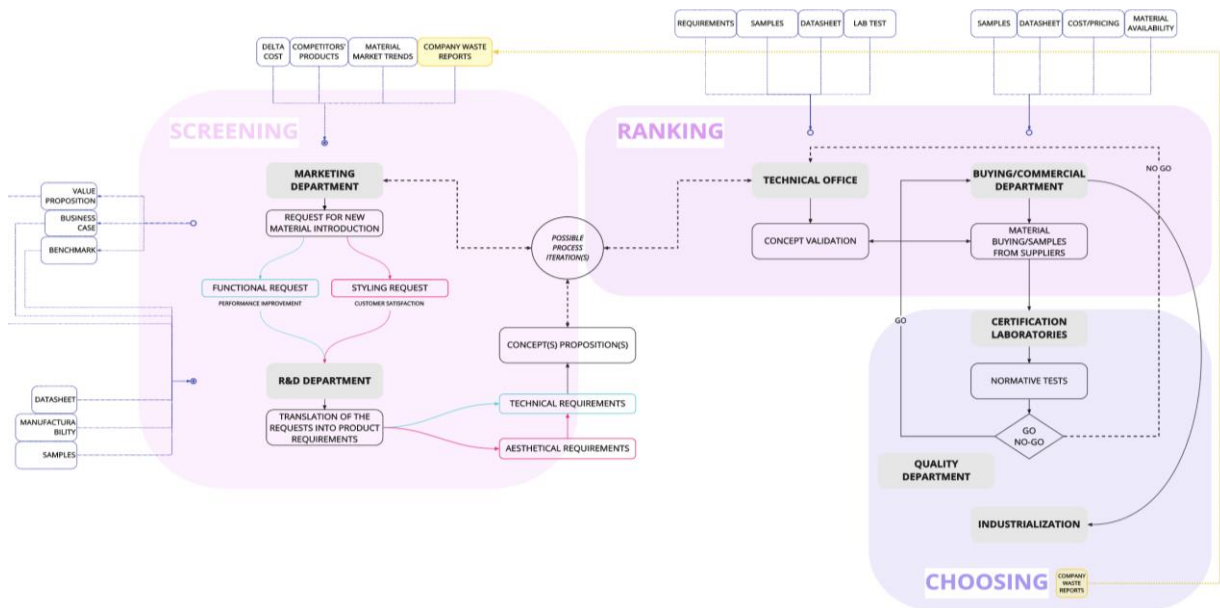 REQUIREMENTS
SAMPLES
DATASHEET
LAB TEST
SAMPLES
DATASHEET
COST/PRICING
MATERIAL
AVAILABILITY
DELTA
COST
COMPETITORS'
PRODUCTS
MATERIAL
MARKET TRENDS
COMPANY WASTE
REPORTS
SCREENING
RANKING
MARKETING
DEPARTMENT
TECHNICAL OFFICE
BUYING/COMMERCIAL
DEPARTMENT
NO GO
VALUE
PROPOSITION
BUSINESS
CASE
BENCHMARK
REQUEST FOR NEW
MATERIAL INTRODUCTION
POSSIBLE
PROCESS
ITERATION(S)
CONCEPT VALIDATION
MATERIAL
BUYING/SAMPLES
FROM SUPPLIERS
FUNCTIONAL REQUEST
PERFORMANCE IMPROVEMENT
STYLING REQUEST
CUSTOMER SATISFACTION
GO
CERTIFICATION
LABORATORIES
CONCEPT(S) PROPOSITION(S)
R&D DEPARTMENT
NORMATIVE TESTS
DATASHEET
MANUFACTURA
BILITY
SAMPLES
TRANSLATION OF THE
REQUESTS INTO PRODUCT
REQUIREMENTS
TECHNICAL REQUIREMENTS
AESTHETICAL REQUIREMENTS
GO
NO-GO
QUALITY
DEPARTMENT
INDUSTRIALIZATION
CHOOSING
COMPANY
WASTE
REPORTS